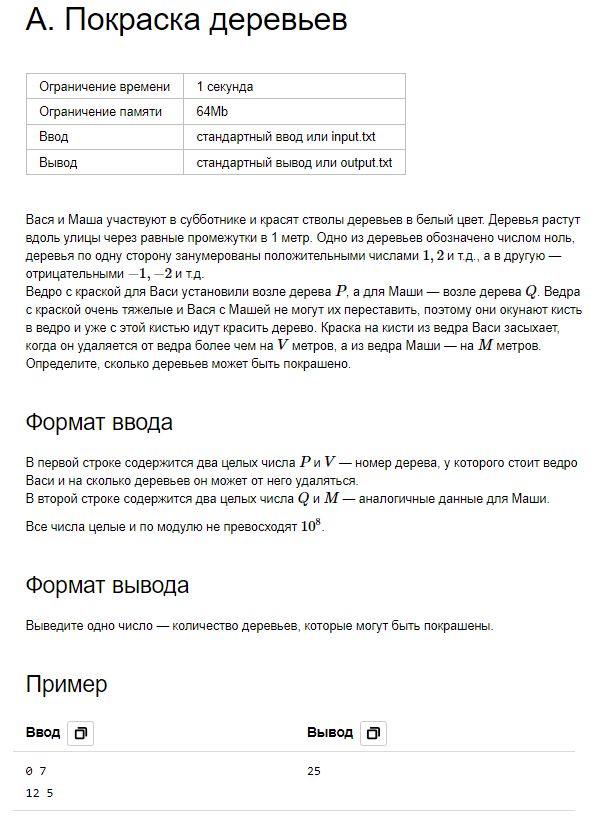 А. Покраска деревьев
Ограничение времени 1 секунда
Ограничение памяти 64Mb
Ввод стандартный ввод или input.txt
Вывод стандартный вывод или output.txt
Вася и Маша участвуют в субботнике и красят стволы деревьев в белый цвет. Деревья растут
вдоль улицы через равные промежутки в 1 метр. Одно из деревьев обозначено числом ноль,
деревья по одну сторону занумерованы положительными числами 1, 2 и т.д., а в другую —
отрицательными −1, −2 и т.д.
Ведро с краской для Васи установили возле дерева P, а для Маши — возле дерева Q. Ведра
с краской очень тяжелые и Вася с Машей не могут их переставить, поэтому они окунают кисть
в ведро и уже с этой кистью идут красить дерево. Краска на кисти из ведра Васи засыхает,
когда он удаляется от ведра более чем на V метров, а из ведра Маши — на M метров.
Определите, сколько деревьев может быть покрашено.
Формат ввода
В первой строке содержится два целых числа P и V — номер дерева, у которого стоит ведро
Васи и на сколько деревьев он может от него удаляться.
В второй строке содержится два целых числа Q и M — аналогичные данные для Маши.
Все числа целые и по модулю не превосходят 10⁸.
Формат вывода
Выведите одно число — количество деревьев, которые могут быть покрашены.
Пример
Ввод Вывод
0 7 25
12 5